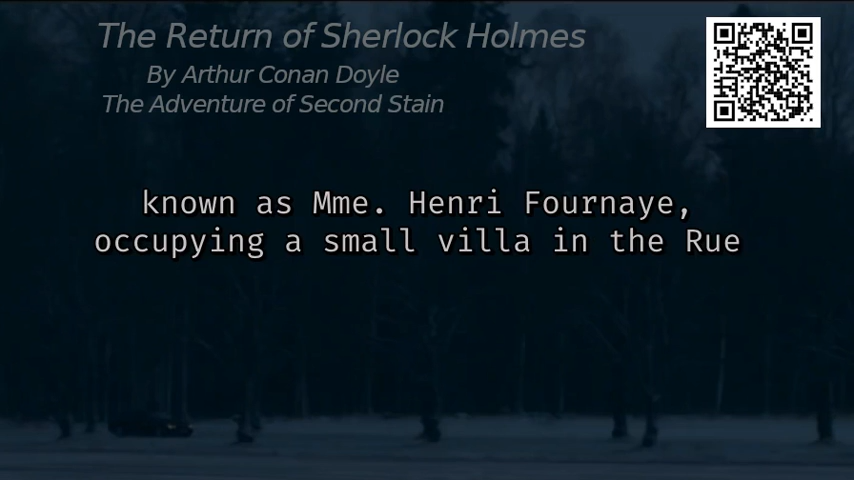 The Return of Sherlock Holmes
By Arthur Conan Doyle
The Adventure of Second Stain
known as Mme. Henri Fournaye,
occupying a small villa in the Rue